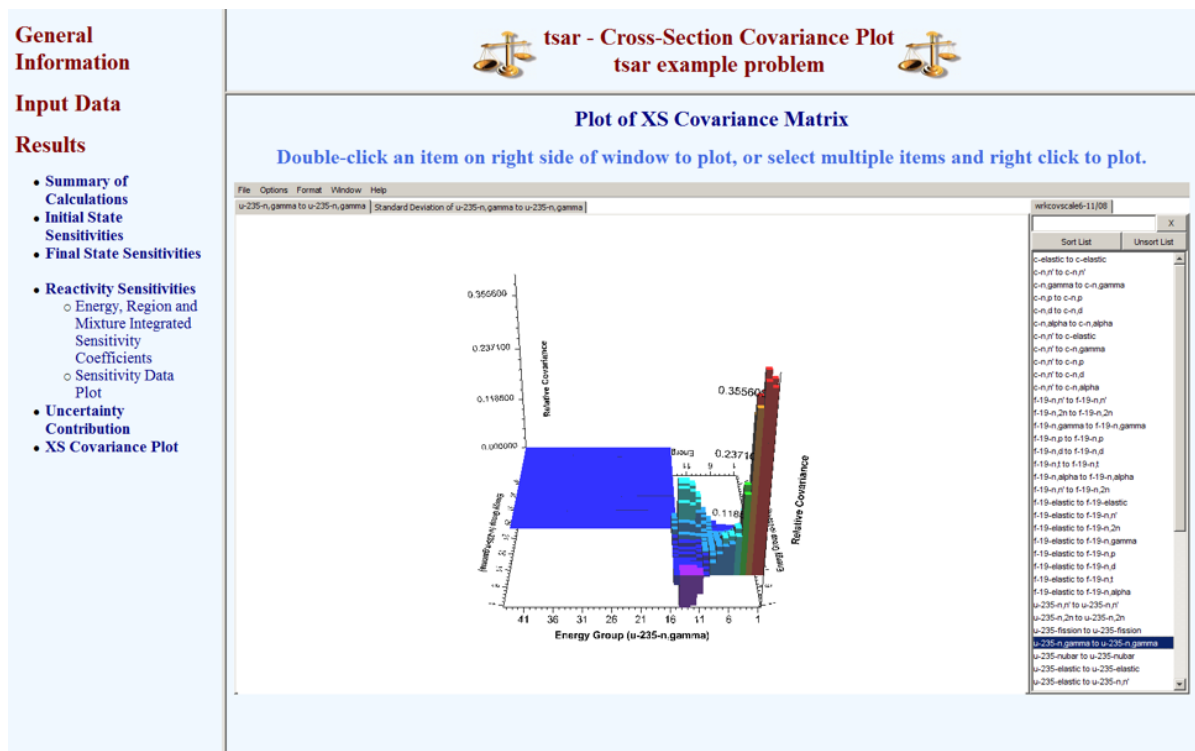 General
Information
Input Data
Results
Summary of
Calculations
Initial State
Sensitivities
Final State Sensitivities
Reactivity Sensitivities
Energy, Region and
Mixture Integrated
Sensitivity
Coefficients
Sensitivity Data
Plot
Uncertainty
Contribution
XS Covariance Plot
tsar - Cross-Section Covariance Plot
tsar example problem
Plot of XS Covariance Matrix
Double-click an item on right side of window to plot, or select multiple items and right click to plot.
File Options Format Window Help
u-235-n,gamma to u-235-n,gamma Standard Deviation of u-235-n,gamma to u-235-n,gamma
0.355600
0.237100
0.118500
0.000000
Relative Covariance
Relative Covariance
41 36 31 26 21 16 11 6 1
Energy Group (u-235-n,gamma)
wrkcovscale6-11/08
X
Sort List Unsort List
c-elastic to c-elastic
c-n,n' to c-n,n'
c-n,gamma to c-n,gamma
c-n,p to c-n,p
c-n,d to c-n,d
c-n,alpha to c-n,alpha
c-n,n' to c-elastic
c-n,n' to c-n,gamma
c-n,n' to c-n,p
c-n,n' to c-n,d
c-n,n' to c-n,alpha
f-19-n,n' to f-19-n,n'
f-19-n,2n to f-19-n,2n
f-19-n,gamma to f-19-n,gamma
f-19-n,p to f-19-n,p
f-19-n,d to f-19-n,d
f-19-n,t to f-19-n,t
f-19-n,alpha to f-19-n,alpha
f-19-n,n' to f-19-n,2n
f-19-elastic to f-19-elastic
f-19-elastic to f-19-n,n'
f-19-elastic to f-19-n,2n
f-19-elastic to f-19-n,gamma
f-19-elastic to f-19-n,p
f-19-elastic to f-19-n,d
f-19-elastic to f-19-n,t
f-19-elastic to f-19-n,alpha
u-235-n,n' to u-235-n,n'
u-235-n,2n to u-235-n,2n
u-235-fission to u-235-fission
u-235-n,gamma to u-235-n,gamma
u-235-nubar to u-235-nubar
u-235-elastic to u-235-elastic
u-235-elastic to u-235-n,n'